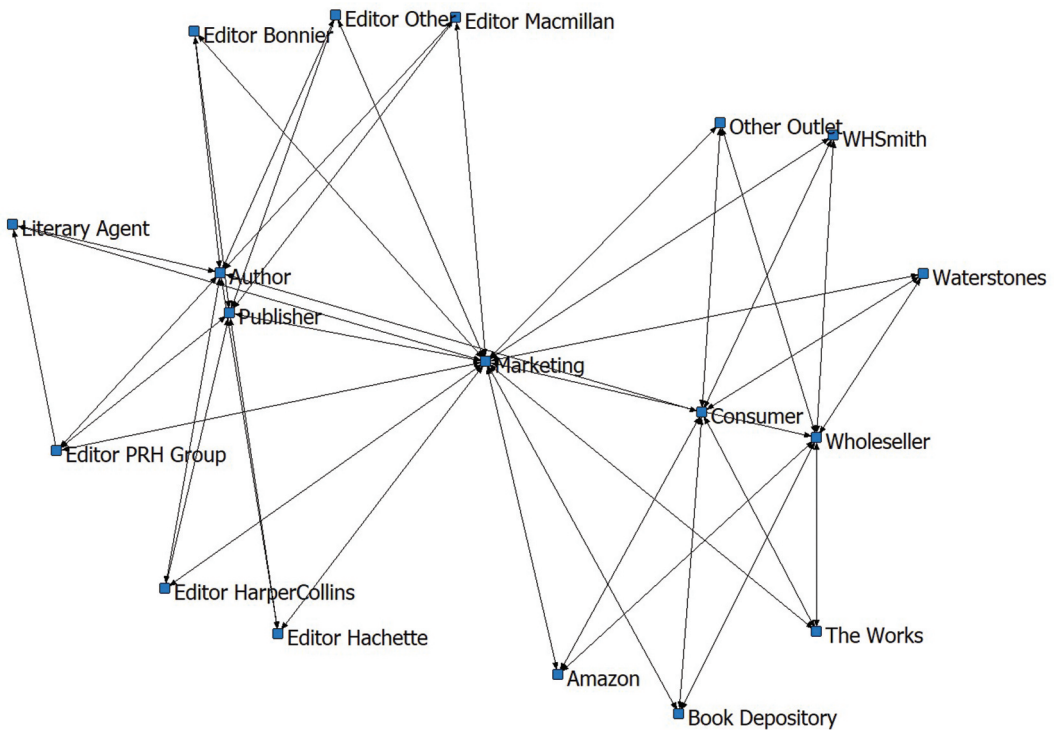 Editor Other
Editor Macmillan
Editor Bonnier
Other Outlet
WHSmith
Literary Agent
Author
Waterstones
Publisher
Marketing
Consumer
Wholeseller
Editor PRH Group
Editor HarperCollins
Editor Hachette
The Works
Amazon
Book Depository